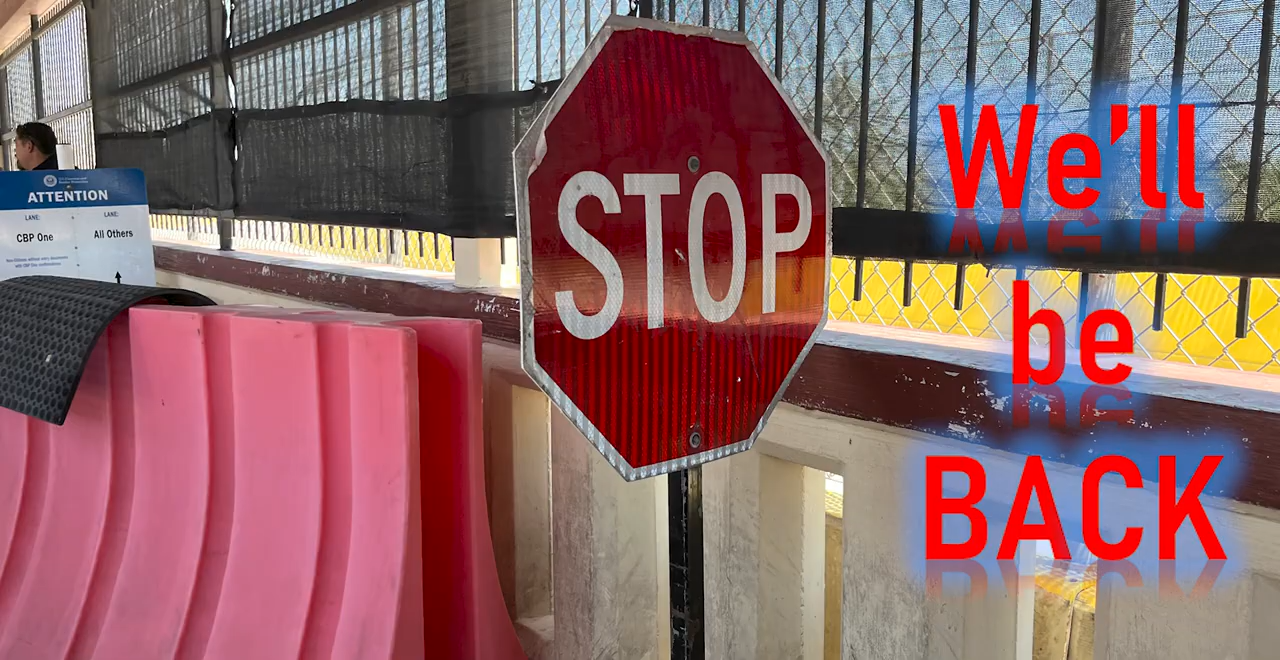 ATTENTION
LANE:
CBP One
LANE:
All Others
STOP
We'll
be
BACK